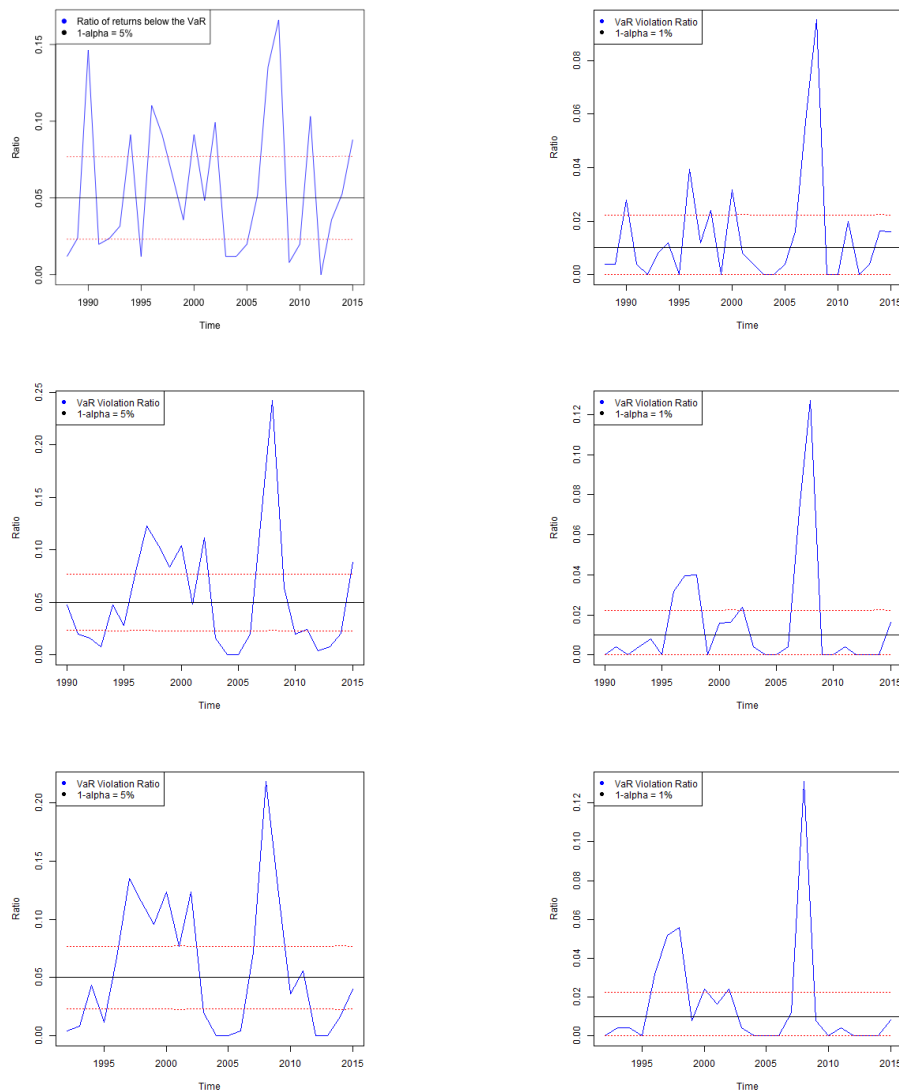 Ratio of returns below the VaR
1-alpha = 5%
Ratio
0.00 0.05 0.10 0.15
1990 1995 2000 2005 2010 2015
Time
VaR Violation Ratio
1-alpha = 1%
Ratio
0.00 0.02 0.04 0.06 0.08
1990 1995 2000 2005 2010 2015
Time
VaR Violation Ratio
1-alpha = 5%
Ratio
0.00 0.05 0.10 0.15 0.20 0.25
1990 1995 2000 2005 2010 2015
Time
VaR Violation Ratio
1-alpha = 1%
Ratio
0.00 0.02 0.04 0.06 0.08 0.10 0.12
1990 1995 2000 2005 2010 2015
Time
VaR Violation Ratio
1-alpha = 5%
Ratio
0.00 0.05 0.10 0.15 0.20
1995 2000 2005 2010 2015
Time
VaR Violation Ratio
1-alpha = 1%
Ratio
0.00 0.02 0.04 0.06 0.08 0.10 0.12
1995 2000 2005 2010 2015
Time